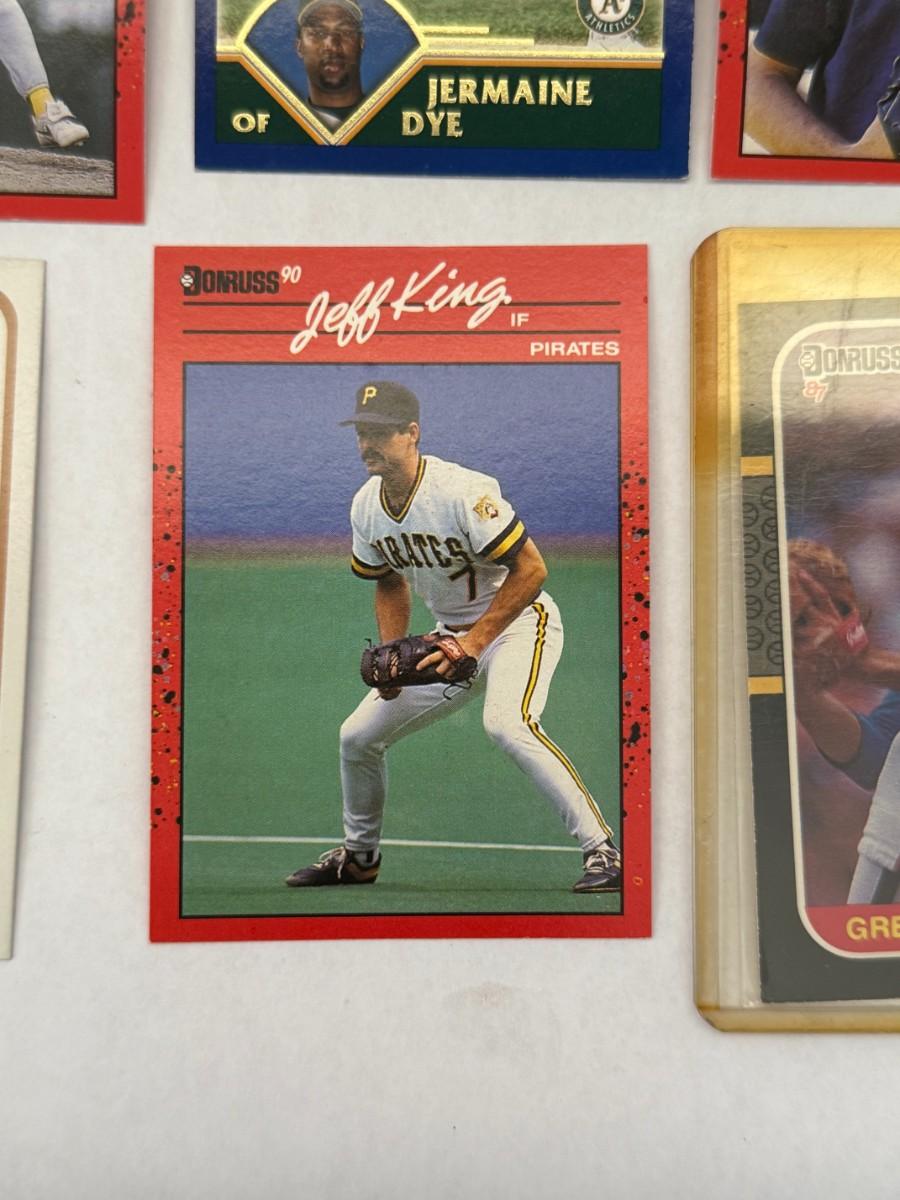 A's
ATHLETICS
JERMAINE
OF DYE
DONRUSS 90
Jeff King
IF
PIRATES
P
PIRATES
7
DONRUSS
87
GRE